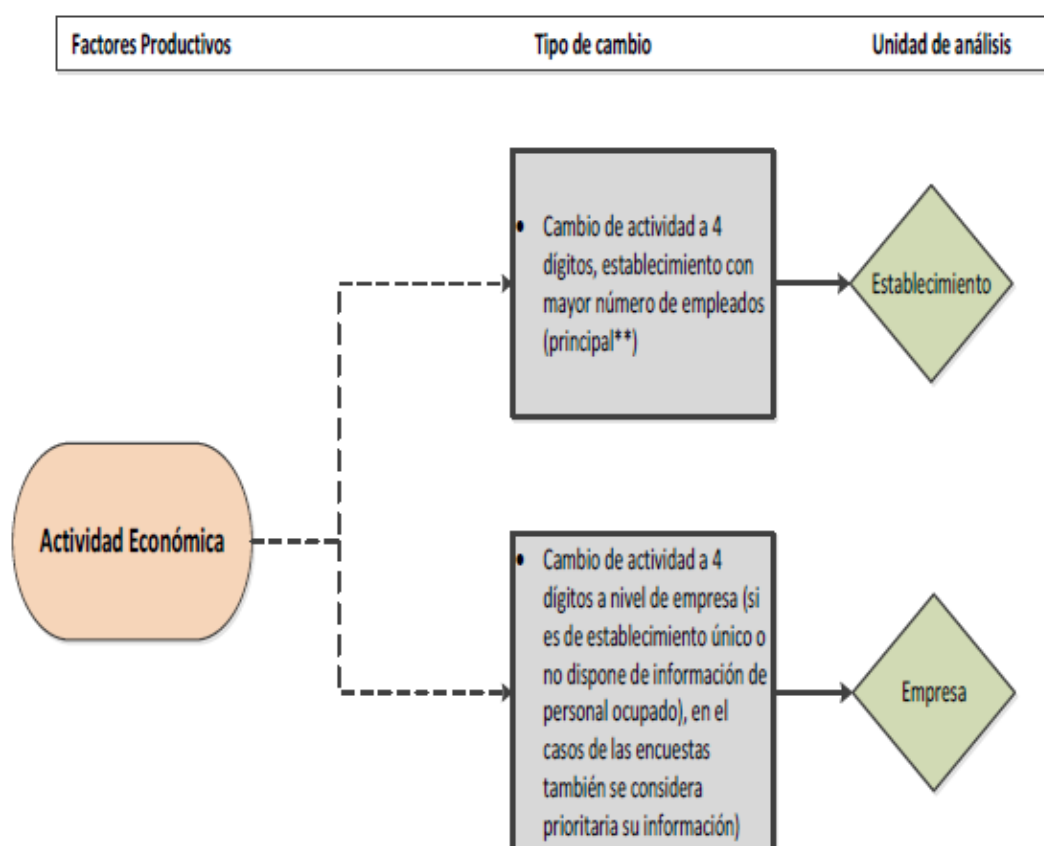 Factores Productivos Tipo de cambio Unidad de análisis
• Cambio de actividad a 4
dígitos, establecimiento con
mayor número de empleados
(principal**)
Establecimiento
Actividad Económica
• Cambio de actividad a 4
dígitos a nivel de empresa (si
es de establecimiento único o
no dispone de información de
personal ocupado), en el
casos de las encuestas
también se considera
prioritaria su información)
Empresa